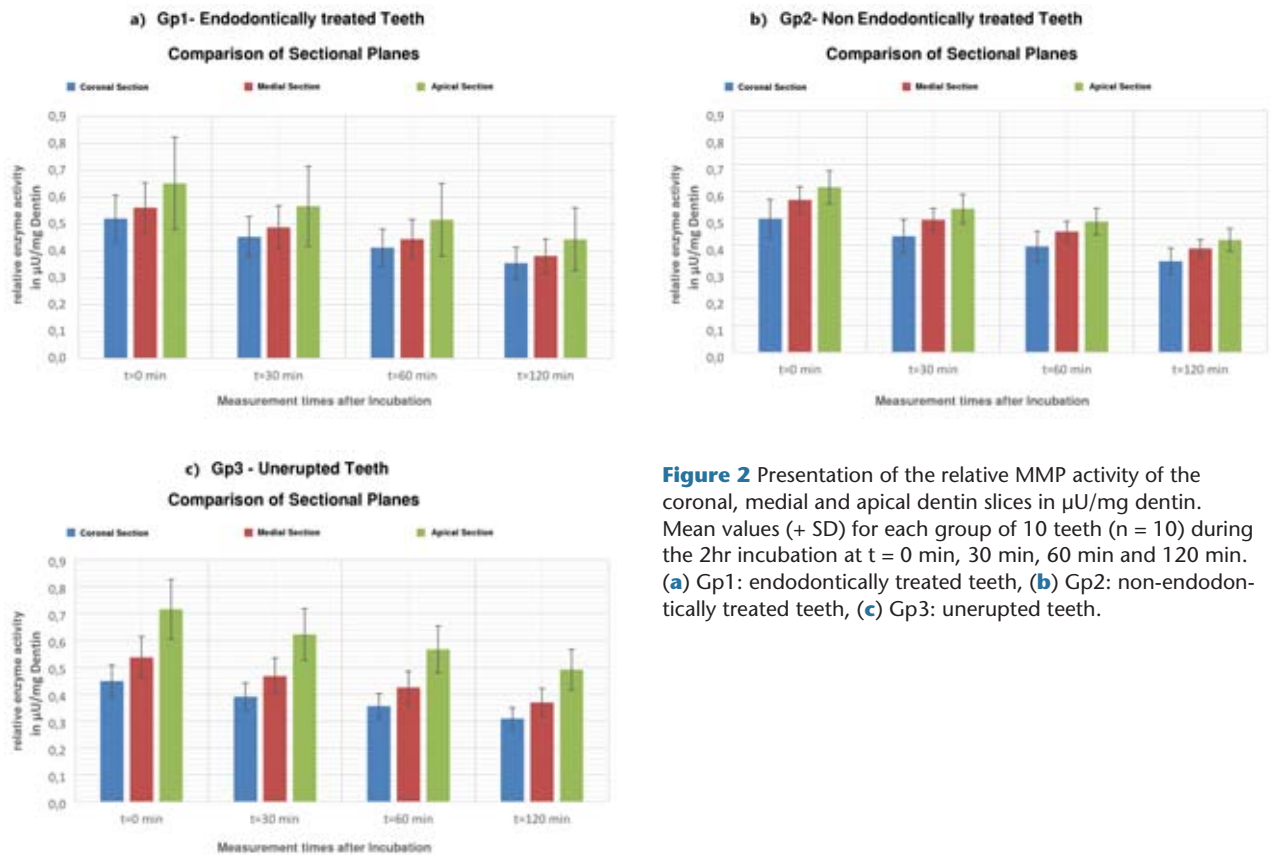 a) Gp1- Endodontically treated Teeth
Comparison of Sectional Planes
Coronal Section Medial Section Apical Section
relative enzyme activity
in µU/mg Dentin
0,9
0,8
0,7
0,6
0,5
0,4
0,3
0,2
0,1
0,0
t=0 min t=30 min t=60 min t=120 min
Measurement times after Incubation
b) Gp2- Non Endodontically treated Teeth
Comparison of Sectional Planes
Coronal Section Medial Section Apical Section
relative enzyme activity
in µU/mg Dentin
0,9
0,8
0,7
0,6
0,5
0,4
0,3
0,2
0,1
0,0
t=0 min t=30 min t=60 min t=120 min
Measurement times after Incubation
c) Gp3 - Unerupted Teeth
Comparison of Sectional Planes
Coronal Section Medial Section Apical Section
relative enzyme activity
in µU/mg Dentin
0,9
0,8
0,7
0,6
0,5
0,4
0,3
0,2
0,1
0,0
t=0 min t=30 min t=60 min t=120 min
Measurement times after Incubation
Figure 2 Presentation of the relative MMP activity of the
coronal, medial and apical dentin slices in µU/mg dentin.
Mean values (+ SD) for each group of 10 teeth (n = 10) during
the 2hr incubation at t = 0 min, 30 min, 60 min and 120 min.
(a) Gp1: endodontically treated teeth, (b) Gp2: non-endodon-
tically treated teeth, (c) Gp3: unerupted teeth.